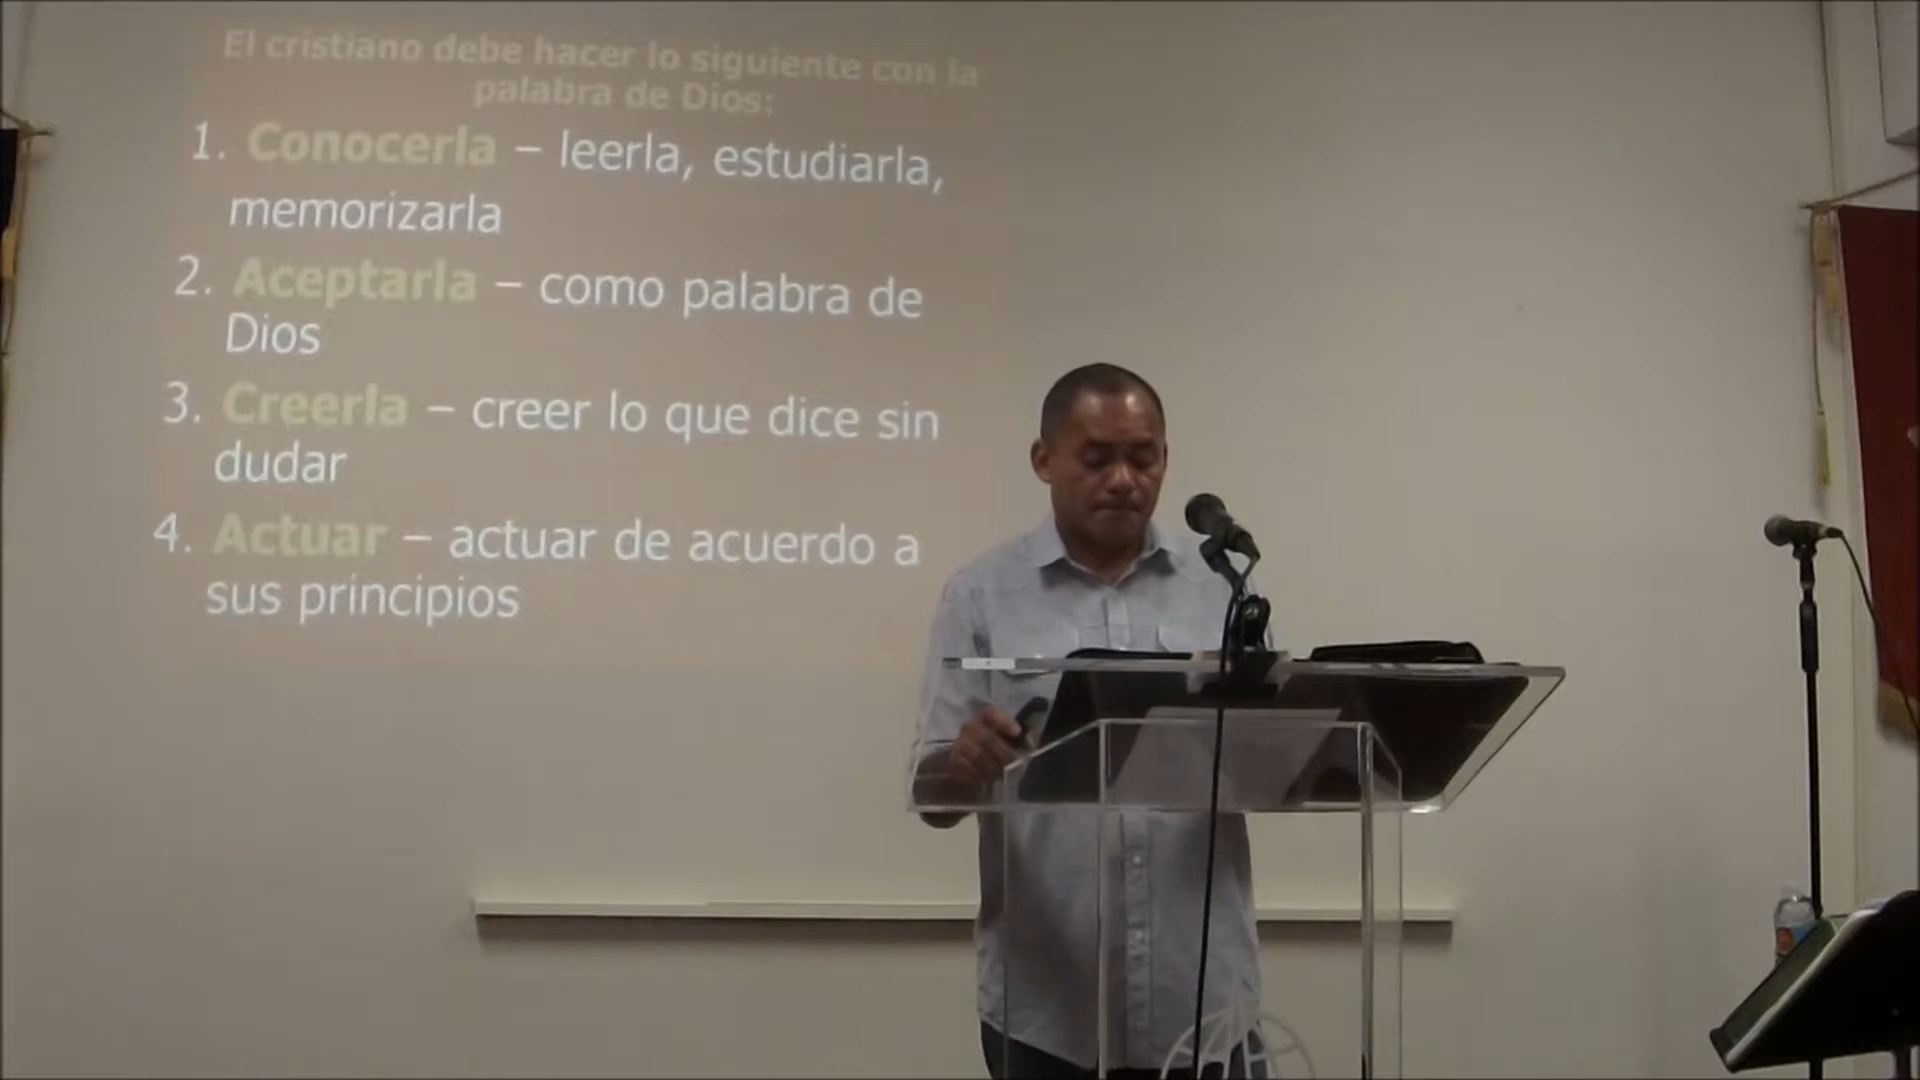 El cristiano debe hacer lo siguiente con la
palabra de Dios:
1. Conocerla – leerla, estudiarla,
memorizarla
2. Aceptarla – como palabra de
Dios
3. Creerla – creer lo que dice sin
dudar
4. Actuar – actuar de acuerdo a
sus principios